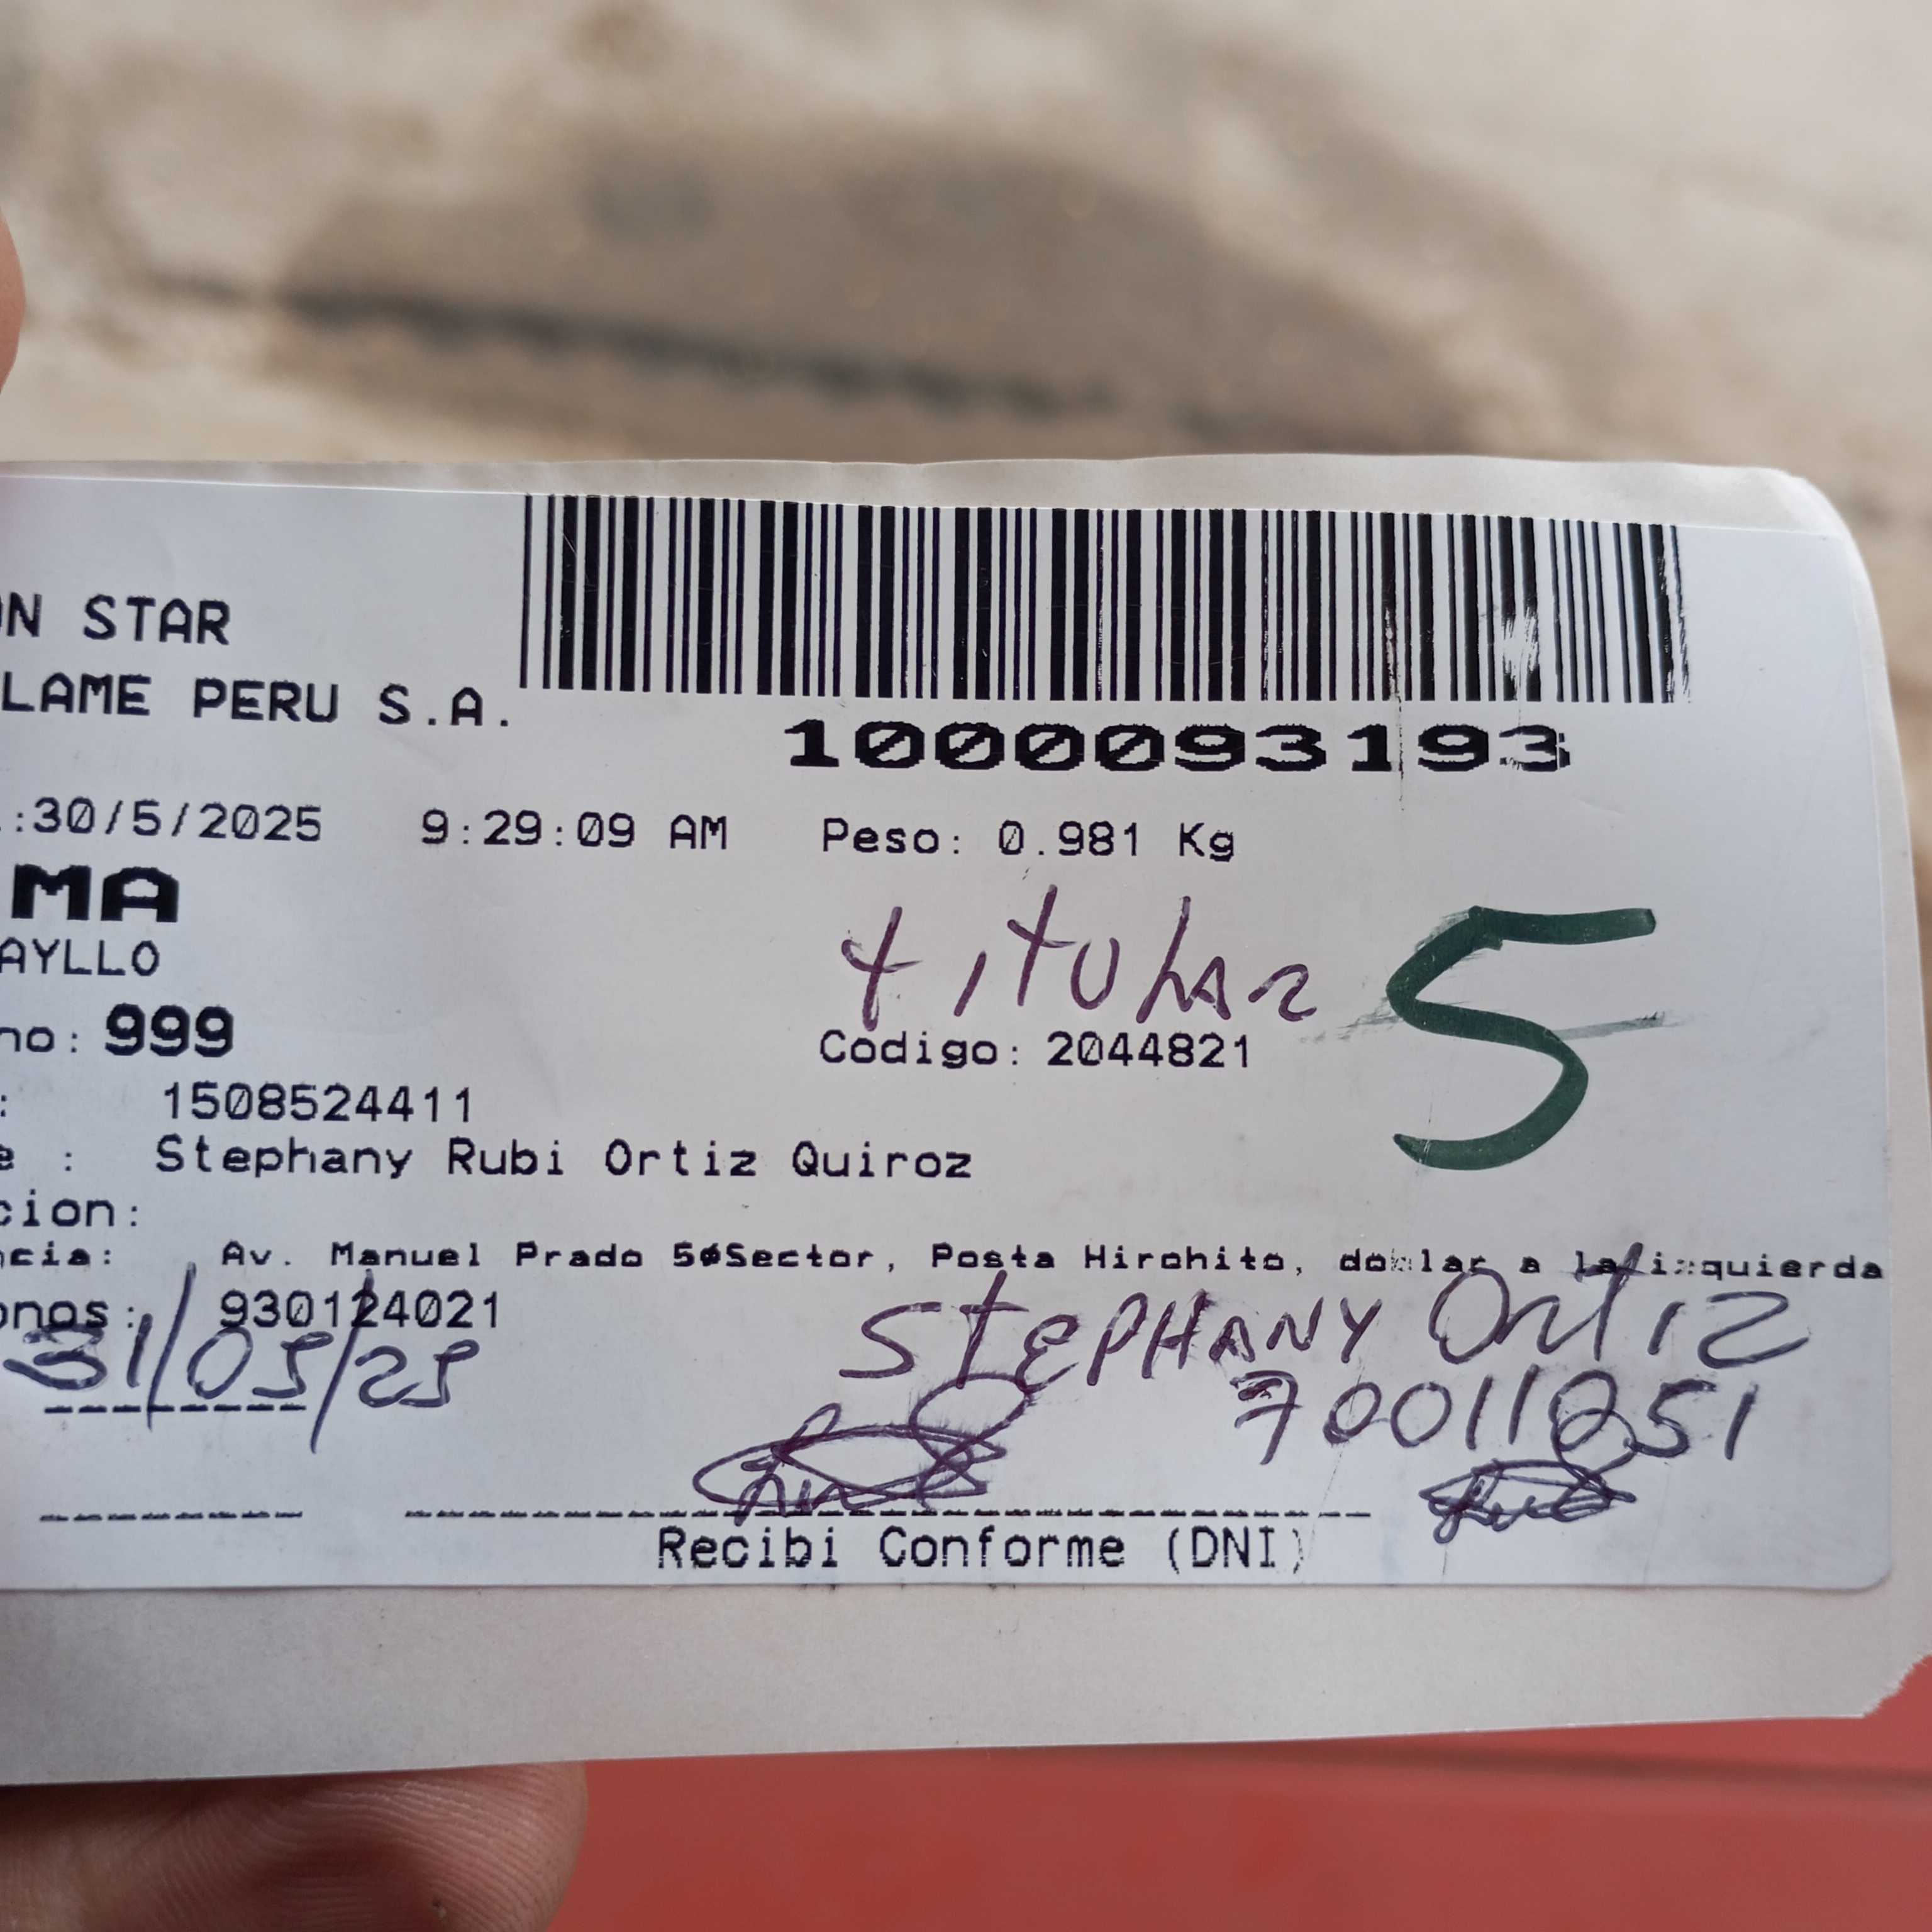 ON STAR
LAME PERU S.A.
1000093193
.:30/5/2025 9:29:09 AM Peso: 0.981 Kg
MA
AYLLO
titular
5
no: 999
Codigo: 2044821
: 1508524411
e : Stephany Rubi Ortiz Quiroz
cion:
ncia: Av. Manuel Prado 5øSector, Posta Hirohito, doblar a la izquierda
onos: 930124021
31/05/25
STEPHANY Ortiz
70011251
Recibi Conforme (DNI)